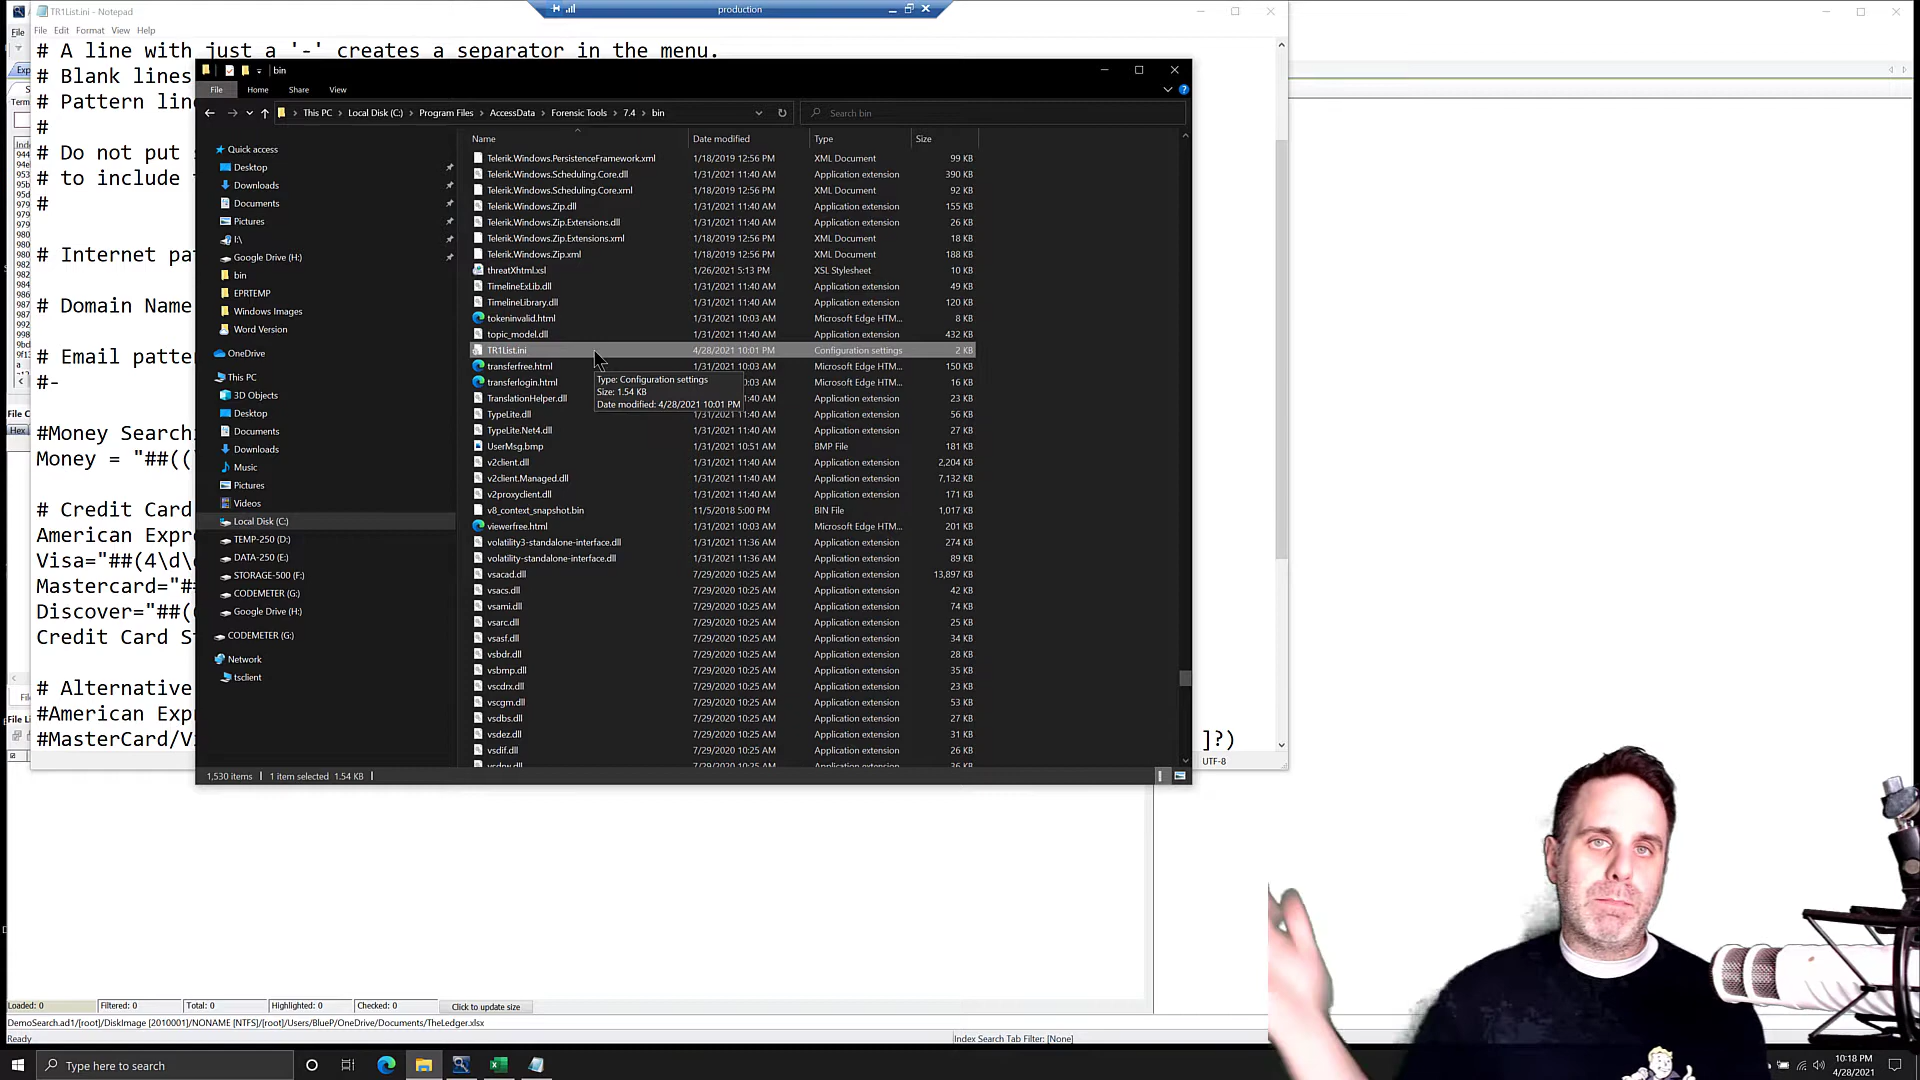 TR1List.ini - Notepad
production
File Edit Format View Help
# A line with just a '-' creates a separator in the menu.
# Blank lines
# Pattern lin
#
# Do not put
# to include
#
# Internet pat
# Domain Name
# Email patter
#-
#Money Search
Money = "##((
# Credit Card
American Expr
Visa="##(4\d\
Mastercard="##
Discover="##(
Credit Card S
# Alternative
#American Expr
#MasterCard/Vi
]?)
UTF-8
bin
File Home Share View
This PC > Local Disk (C:) > Program Files > AccessData > Forensic Tools > 7.4 > bin
Search bin
Quick access
Desktop
Downloads
Documents
Pictures
I:\
Google Drive (H:)
bin
EPRTEMP
Windows Images
Word Version
OneDrive
This PC
3D Objects
Desktop
Documents
Downloads
Music
Pictures
Videos
Local Disk (C:)
TEMP-250 (D:)
DATA-250 (E:)
STORAGE-500 (F:)
CODEMETER (G:)
Google Drive (H:)
CODEMETER (G:)
Network
tsclient
Name Date modified Type Size
Telerik.Windows.PersistenceFramework.xml 1/18/2019 12:56 PM XML Document 99 KB
Telerik.Windows.Scheduling.Core.dll 1/31/2021 11:40 AM Application extension 390 KB
Telerik.Windows.Scheduling.Core.xml 1/18/2019 12:56 PM XML Document 92 KB
Telerik.Windows.Zip.dll 1/31/2021 11:40 AM Application extension 155 KB
Telerik.Windows.Zip.Extensions.dll 1/31/2021 11:40 AM Application extension 26 KB
Telerik.Windows.Zip.Extensions.xml 1/18/2019 12:56 PM XML Document 18 KB
Telerik.Windows.Zip.xml 1/18/2019 12:56 PM XML Document 188 KB
threatXhtml.xsl 1/26/2021 5:13 PM XSL Stylesheet 10 KB
TimelineExLib.dll 1/31/2021 11:40 AM Application extension 49 KB
TimelineLibrary.dll 1/31/2021 11:40 AM Application extension 120 KB
tokeninvalid.html 1/31/2021 10:03 AM Microsoft Edge HTM... 8 KB
topic_model.dll 1/31/2021 11:40 AM Application extension 432 KB
TR1List.ini 4/28/2021 10:01 PM Configuration settings 2 KB
transferfree.html 1/31/2021 10:03 AM Microsoft Edge HTM... 150 KB
transferlogin.html :03 AM Microsoft Edge HTM... 16 KB
TranslationHelper.dll :40 AM Application extension 23 KB
Type: Configuration settings
Size: 1.54 KB
Date modified: 4/28/2021 10:01 PM
TypeLite.dll 1/31/2021 11:40 AM Application extension 56 KB
TypeLite.Net4.dll 1/31/2021 11:40 AM Application extension 27 KB
UserMsg.bmp 1/31/2021 10:51 AM BMP File 181 KB
v2client.dll 1/31/2021 11:40 AM Application extension 2,204 KB
v2client.Managed.dll 1/31/2021 11:40 AM Application extension 7,132 KB
v2proxyclient.dll 1/31/2021 11:40 AM Application extension 171 KB
v8_context_snapshot.bin 11/5/2018 5:00 PM BIN File 1,017 KB
viewerfree.html 1/31/2021 10:03 AM Microsoft Edge HTM... 201 KB
volatility3-standalone-interface.dll 1/31/2021 11:36 AM Application extension 274 KB
volatility-standalone-interface.dll 1/31/2021 11:36 AM Application extension 89 KB
vsacad.dll 7/29/2020 10:25 AM Application extension 13,897 KB
vsacs.dll 7/29/2020 10:25 AM Application extension 42 KB
vsami.dll 7/29/2020 10:25 AM Application extension 74 KB
vsarc.dll 7/29/2020 10:25 AM Application extension 25 KB
vsasf.dll 7/29/2020 10:25 AM Application extension 34 KB
vsbdr.dll 7/29/2020 10:25 AM Application extension 28 KB
vsbmp.dll 7/29/2020 10:25 AM Application extension 35 KB
vscdrx.dll 7/29/2020 10:25 AM Application extension 23 KB
vscgm.dll 7/29/2020 10:25 AM Application extension 53 KB
vsdbs.dll 7/29/2020 10:25 AM Application extension 27 KB
vsdez.dll 7/29/2020 10:25 AM Application extension 31 KB
vsdif.dll 7/29/2020 10:25 AM Application extension 26 KB
vsdrw.dll 7/29/2020 10:25 AM Application extension 36 KB
1,530 items 1 item selected 1.54 KB
Loaded: 0 Filtered: 0 Total: 0 Highlighted: 0 Checked: 0 Click to update size
DemoSearch.ad1/[root]/DiskImage [2010001]/NONAME [NTFS]/[root]/Users/BlueP/OneDrive/Documents/TheLedger.xlsx
Ready Index Search Tab Filter: [None]
Type here to search
10:18 PM
4/28/2021